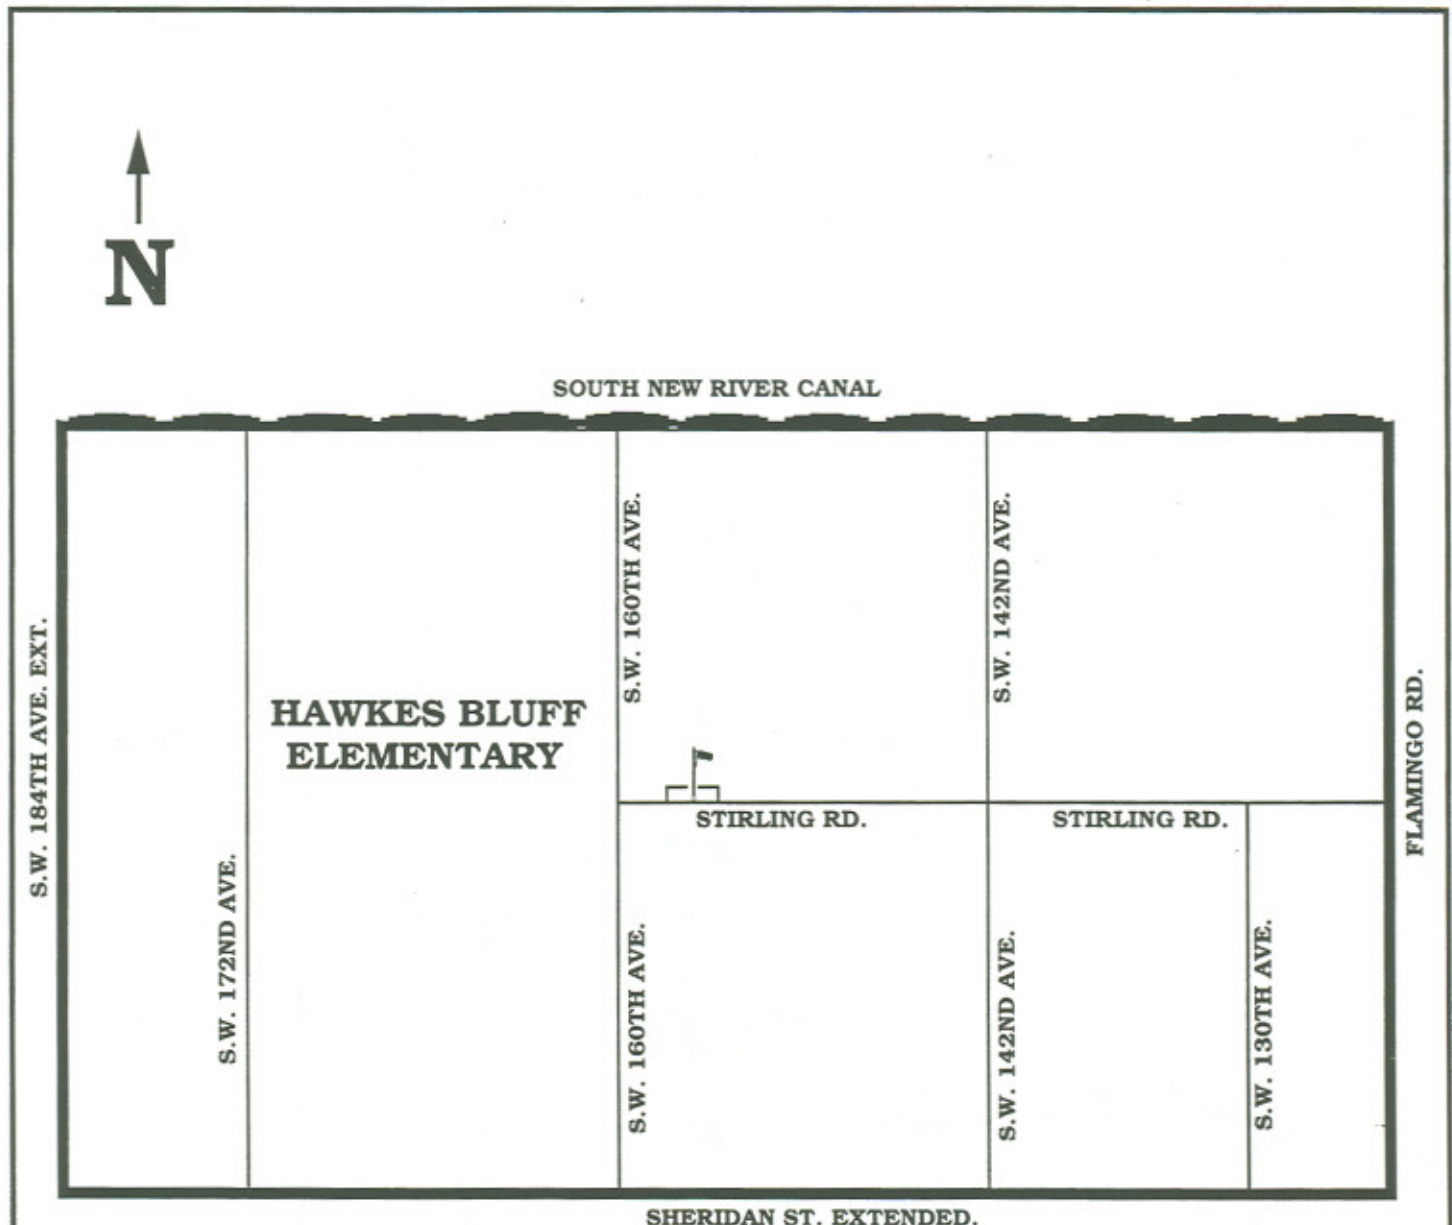 N
SOUTH NEW RIVER CANAL
S.W. 184TH AVE. EXT.
S.W. 172ND AVE.
HAWKES BLUFF
ELEMENTARY
S.W. 160TH AVE.
S.W. 142ND AVE.
STIRLING RD.
STIRLING RD.
FLAMINGO RD.
S.W. 160TH AVE.
S.W. 142ND AVE.
S.W. 130TH AVE.
SHERIDAN ST. EXTENDED.